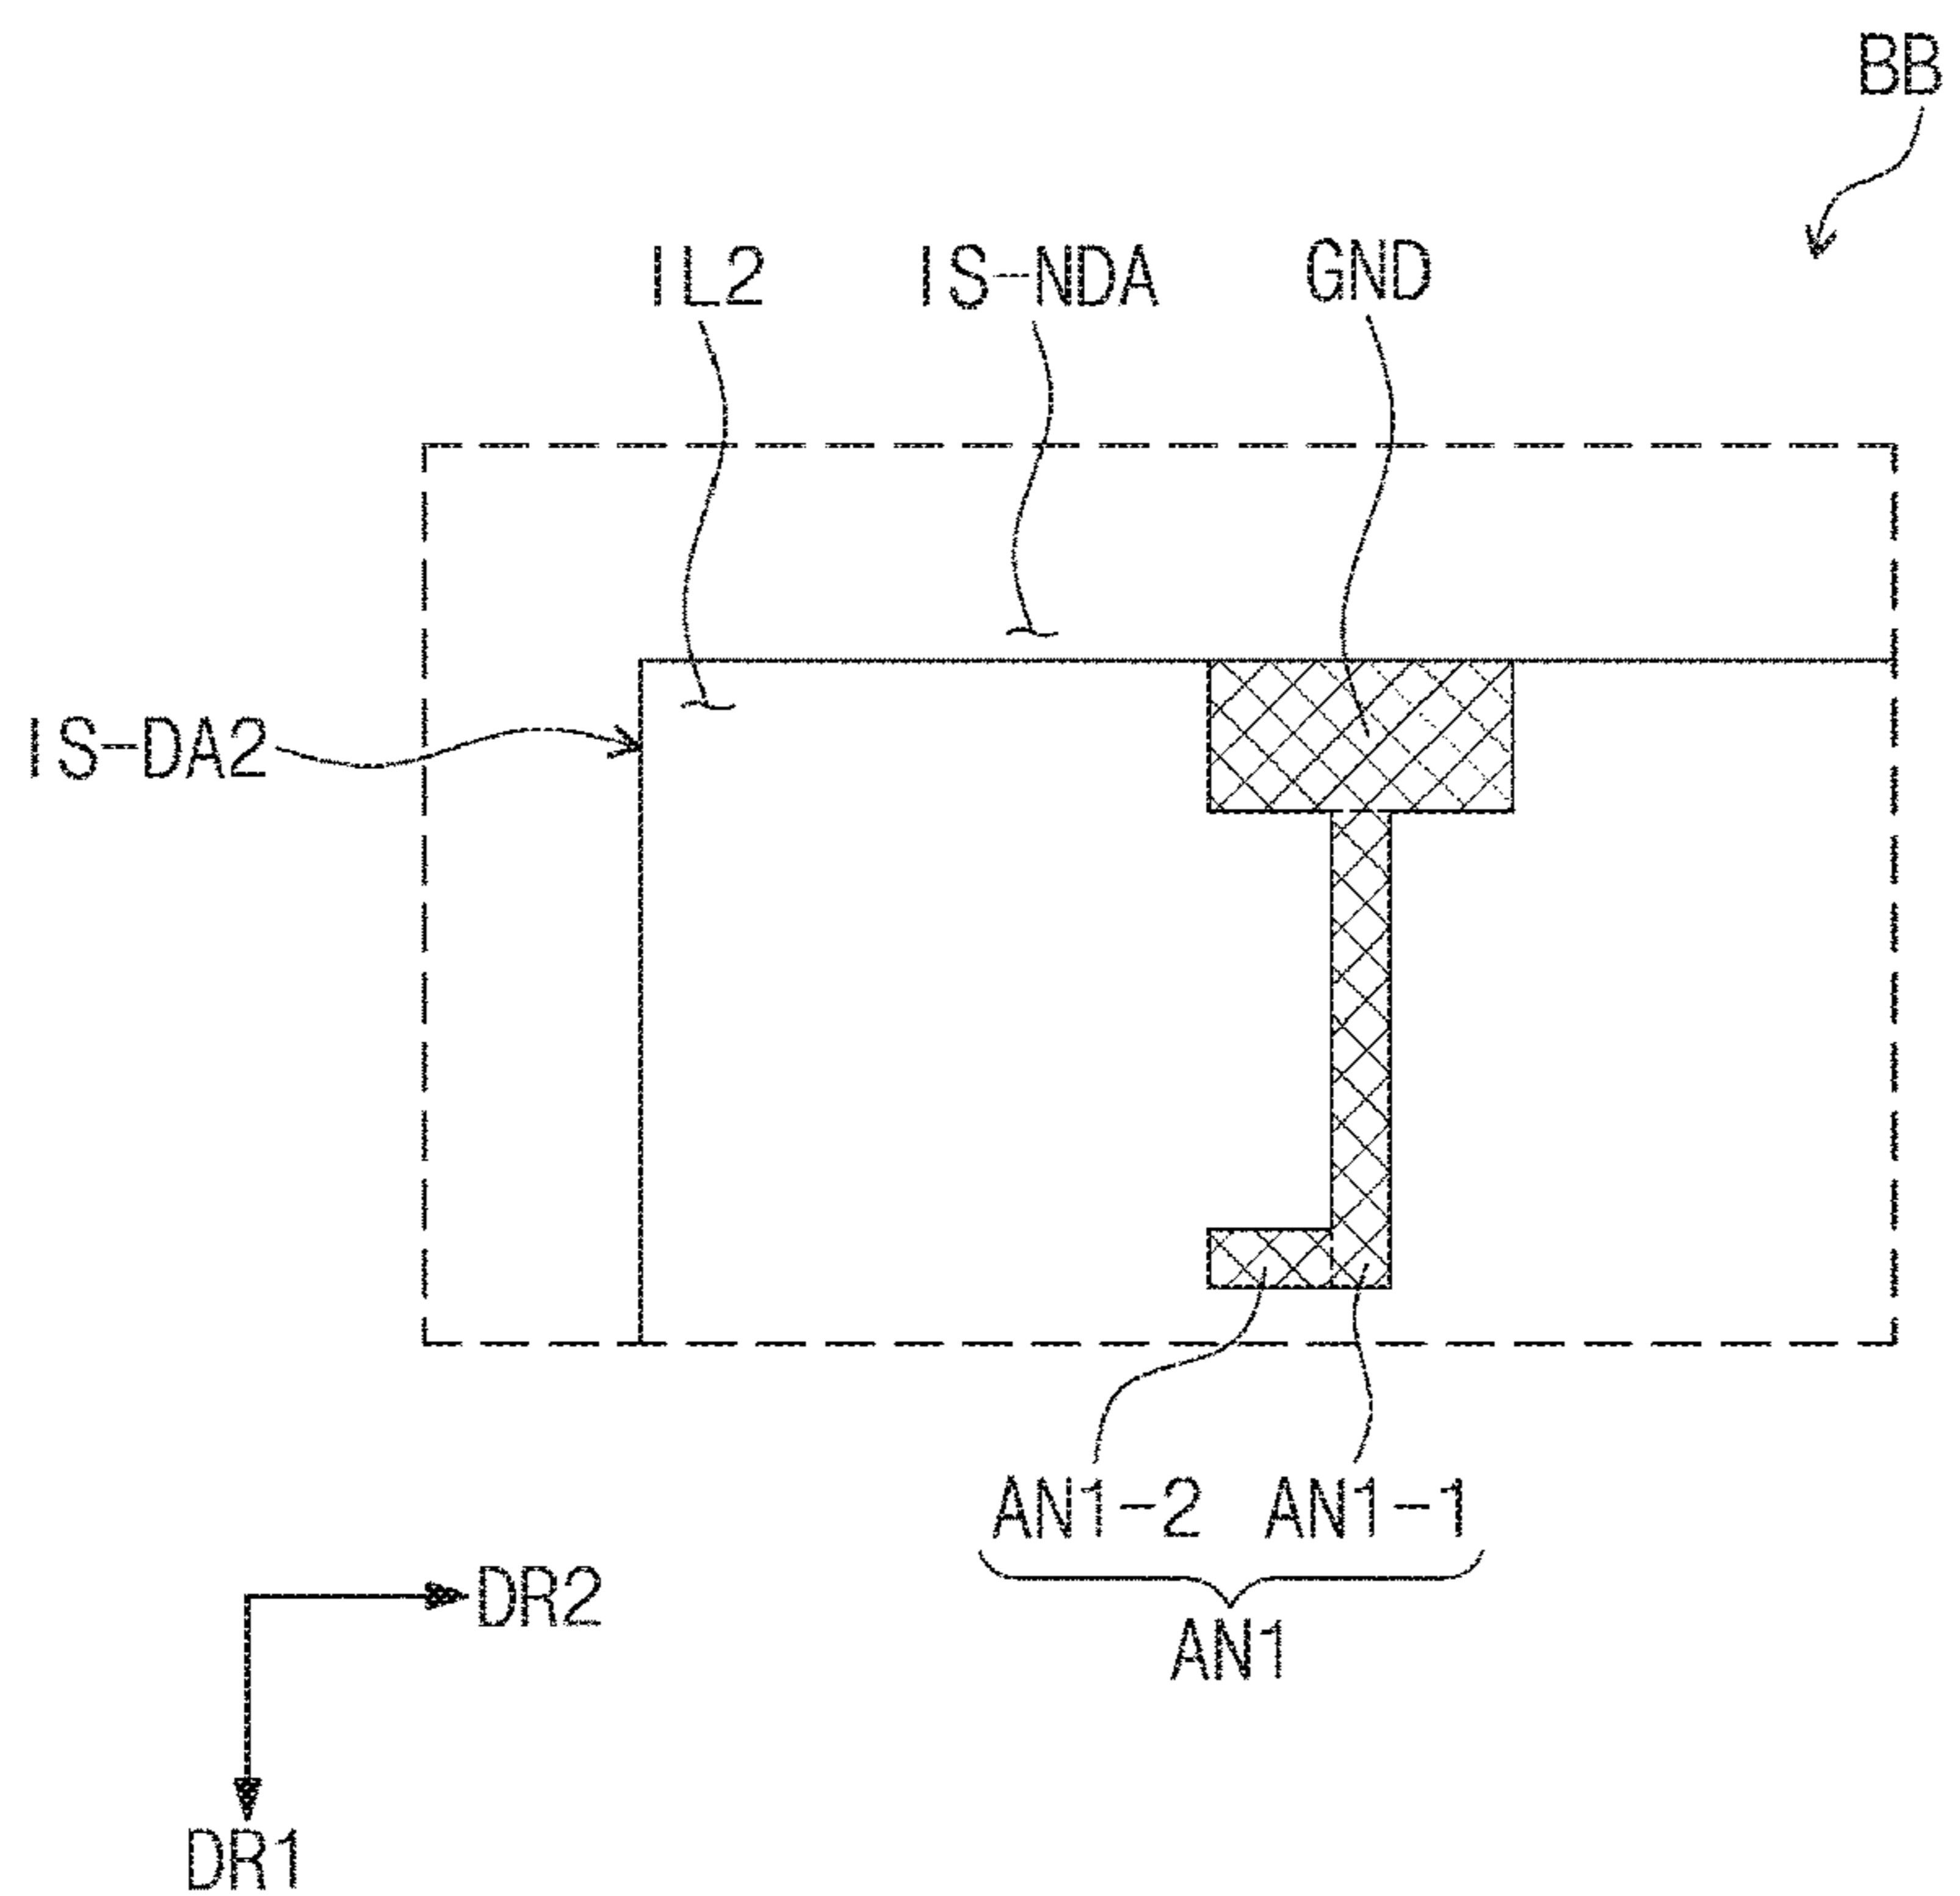 BB
IL2 IS-NDA GND
IS-DA2
AN1-2 AN1-1
DR2
AN1
DR1